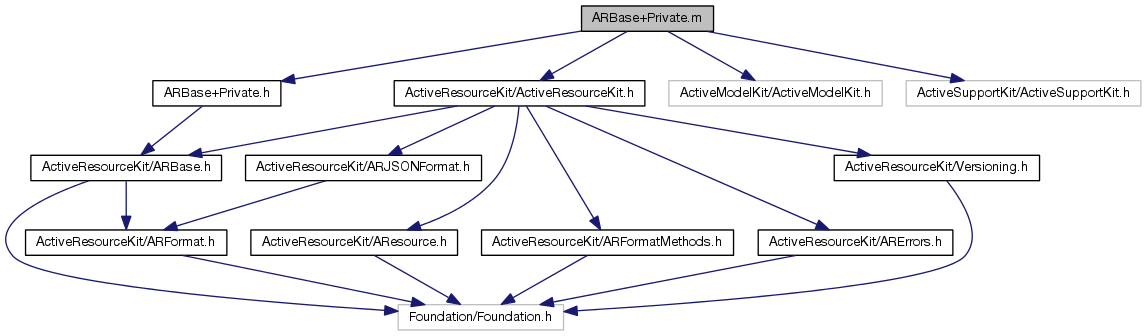 ARBase+Private.m
ARBase+Private.h
ActiveResourceKit/ActiveResourceKit.h
ActiveModelKit/ActiveModelKit.h
ActiveSupportKit/ActiveSupportKit.h
ActiveResourceKit/ARBase.h
ActiveResourceKit/ARJSONFormat.h
ActiveResourceKit/Versioning.h
ActiveResourceKit/ARFormat.h
ActiveResourceKit/AResource.h
ActiveResourceKit/ARFormatMethods.h
ActiveResourceKit/ARErrors.h
Foundation/Foundation.h